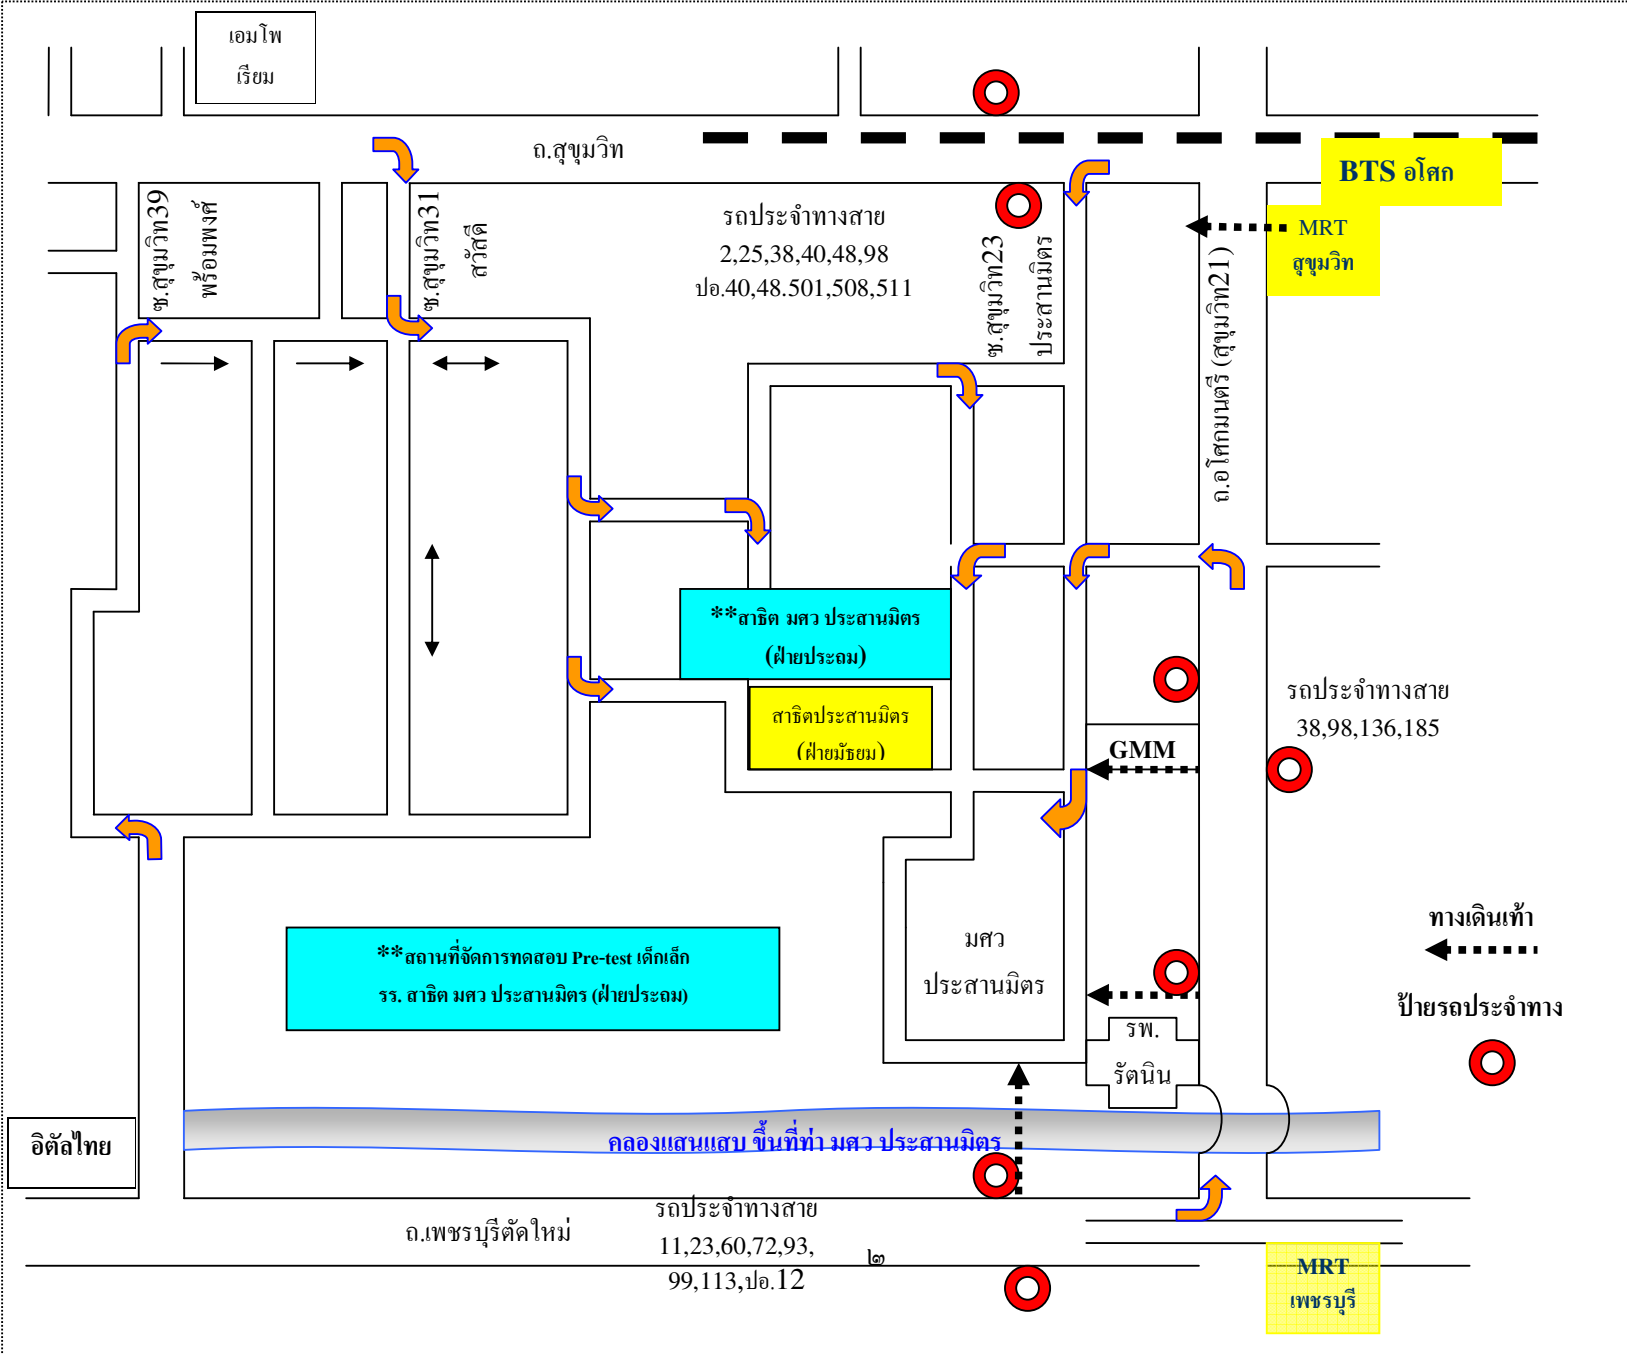 เอมโพ
เรียม
ถ.สุขุมวิท
BTS อโศก
ซ.สุขุมวิท39
พร้อมพงศ์
ซ.สุขุมวิท31
สวัสดี
รถประจำทางสาย
2,25,38,40,48,98
ปอ.40,48.501,508,511
ซ.สุขุมวิท23
ประสานมิตร
ถ.อโศกมนตรี (สุขุมวิท21)
MRT
สุขุมวิท
**สาธิต มศว ประสานมิตร
(ฝ่ายประถม)
สาธิตประสานมิตร
(ฝ่ายมัธยม)
รถประจำทางสาย
38,98,136,185
GMM
**สถานที่จัดการทดสอบ Pre-test เด็กเล็ก
รร. สาธิต มศว ประสานมิตร (ฝ่ายประถม)
มศว
ประสานมิตร
ทางเดินเท้า
ป้ายรถประจำทาง
รพ.
รัตนิน
อิตัลไทย
คลองแสนแสบ ขึ้นที่ท่า มศว ประสานมิตร
ถ.เพชรบุรีตัดใหม่
รถประจำทางสาย
11,23,60,72,93,
99,113,ปอ.12
๒
MRT
เพชรบุรี